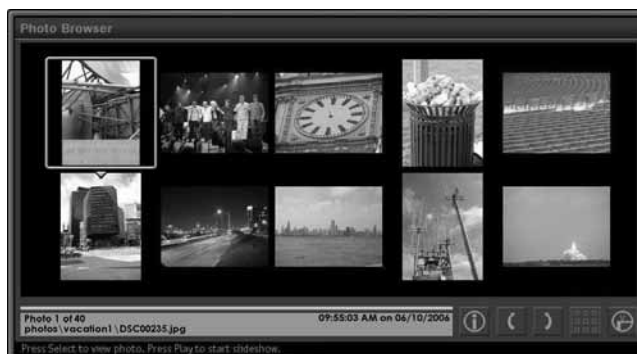 Photo Browser
Photo 1 of 40
09:55:03 AM on 06/10/2006
photos\vacation1\DSC00235.jpg
Press Select to view photo. Press Play to start slideshow.